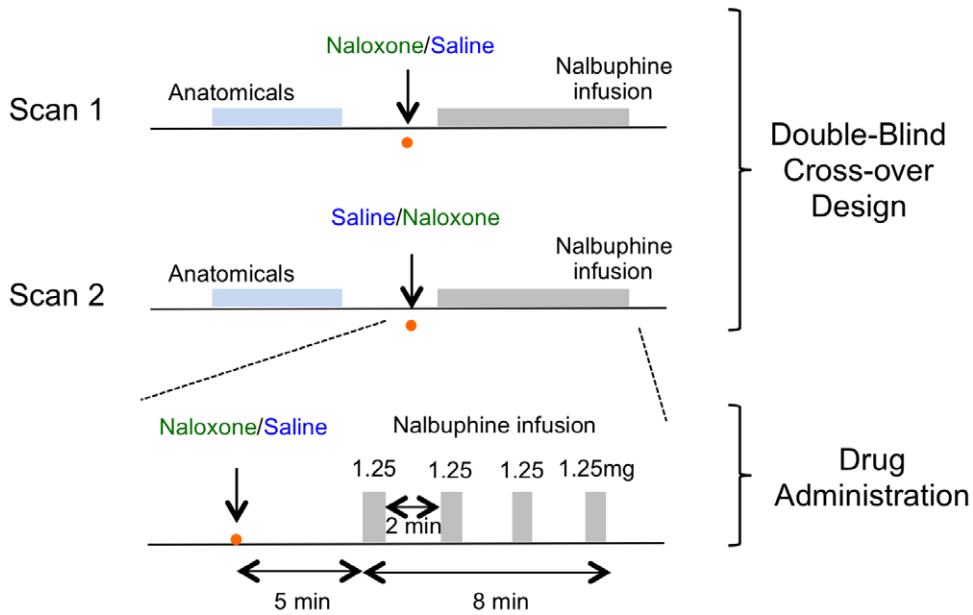 Naloxone/Saline
Scan 1
Anatomicals
Nalbuphine
infusion
Saline/Naloxone
Scan 2
Anatomicals
Nalbuphine
infusion
Double-Blind
Cross-over
Design
Naloxone/Saline
Nalbuphine infusion
1.25 1.25 1.25 1.25mg
2 min
5 min 8 min
Drug
Administration